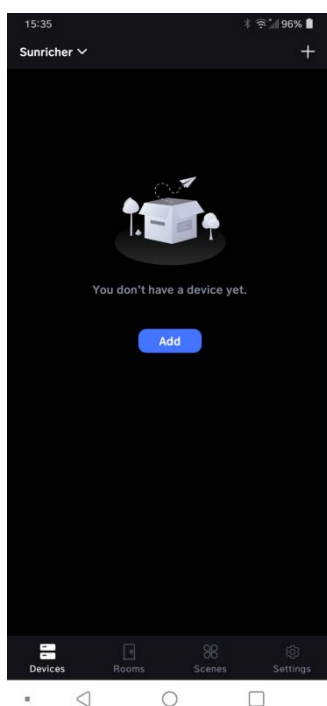 15:35
96%
Sunricher
You don't have a device yet.
Add
Devices Rooms Scenes Settings